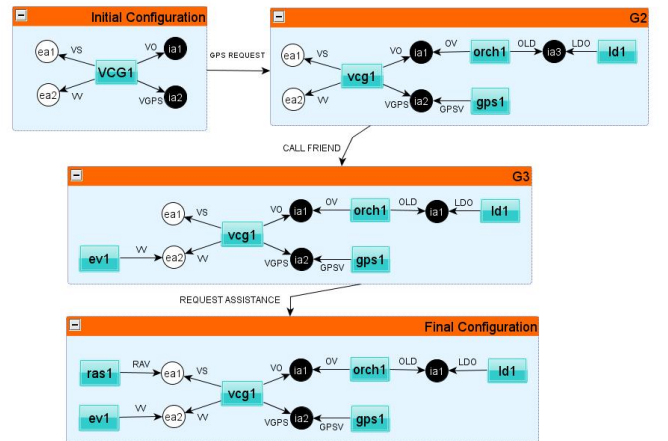 Initial Configuration
ea1 VS VO ia1
VCG1
ea2 VV VGPS ia2
GPS REQUEST
G2
ea1 VS VO ia1 OV orch1 OLD ia3 LDO ld1
vcg1
ea2 VV VGPS ia2 GPSV gps1
CALL FRIEND
G3
ea1 VS VO ia1 OV orch1 OLD ia1 LDO ld1
vcg1
ev1 VV ea2 VV VGPS ia2 GPSV gps1
REQUEST ASSISTANCE
Final Configuration
ras1 RAV ea1 VS VO ia1 OV orch1 OLD ia1 LDO ld1
vcg1
ev1 VV ea2 VV VGPS ia2 GPSV gps1